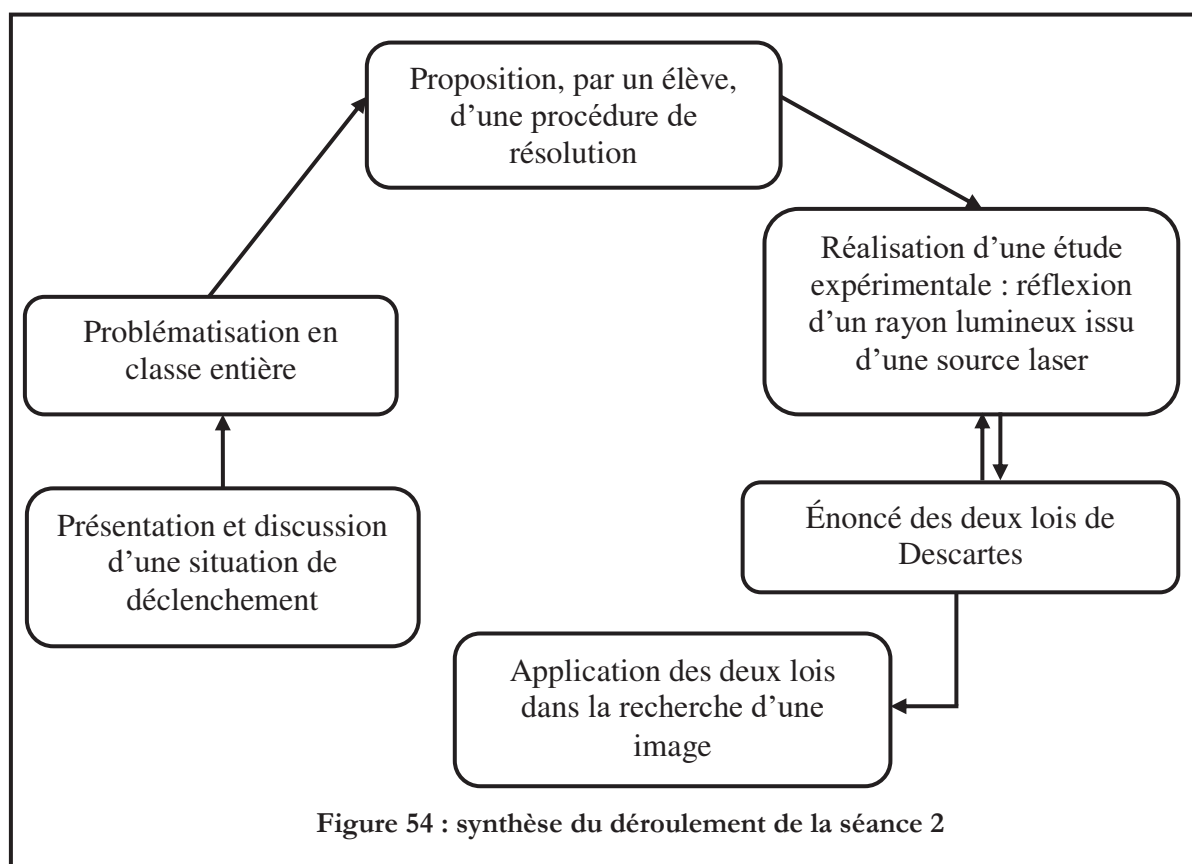 Proposition, par un élève,
d’une procédure de
résolution
Réalisation d’une étude
expérimentale : réflexion
d’un rayon lumineux issu
d’une source laser
Problématisation en
classe entière
Présentation et discussion
d’une situation de
déclenchement
Énoncé des deux lois de
Descartes
Application des deux lois
dans la recherche d’une
image
Figure 54 : synthèse du déroulement de la séance 2